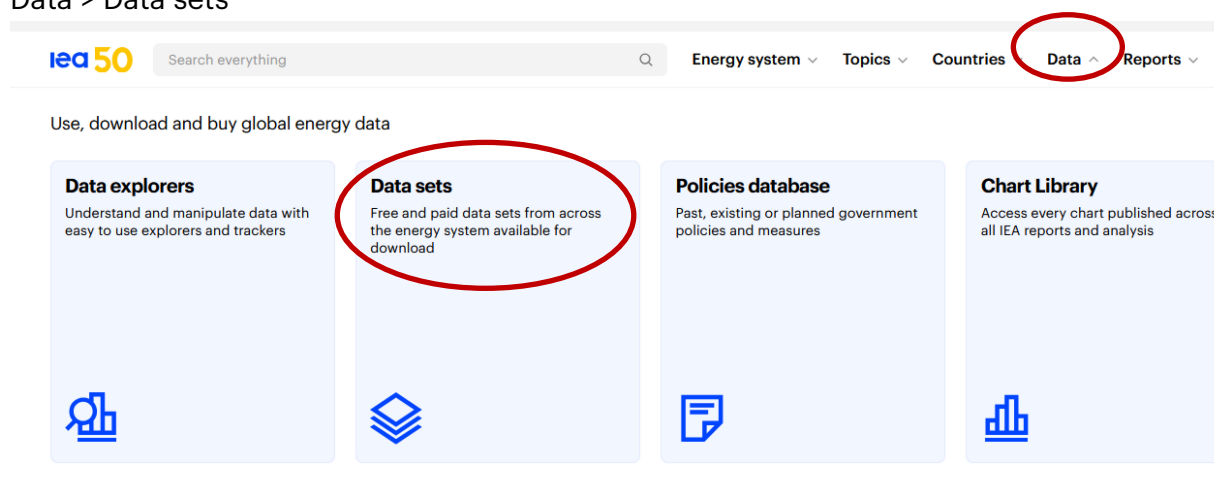 Data > Data sets
iea 50 Search everything Energy system Topics Countries Data Reports
Use, download and buy global energy data
Data explorers
Understand and manipulate data with
easy to use explorers and trackers
Data sets
Free and paid data sets from across
the energy system available for
download
Policies database
Past, existing or planned government
policies and measures
Chart Library
Access every chart published across
all IEA reports and analysis